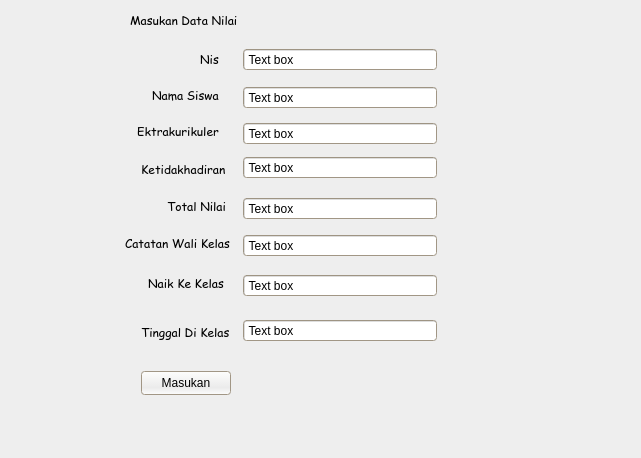 Masukan Data Nilai
Nis Text box
Nama Siswa Text box
Ektrakurikuler Text box
Ketidakhadiran Text box
Total Nilai Text box
Catatan Wali Kelas Text box
Naik Ke Kelas Text box
Tinggal Di Kelas Text box
Masukan